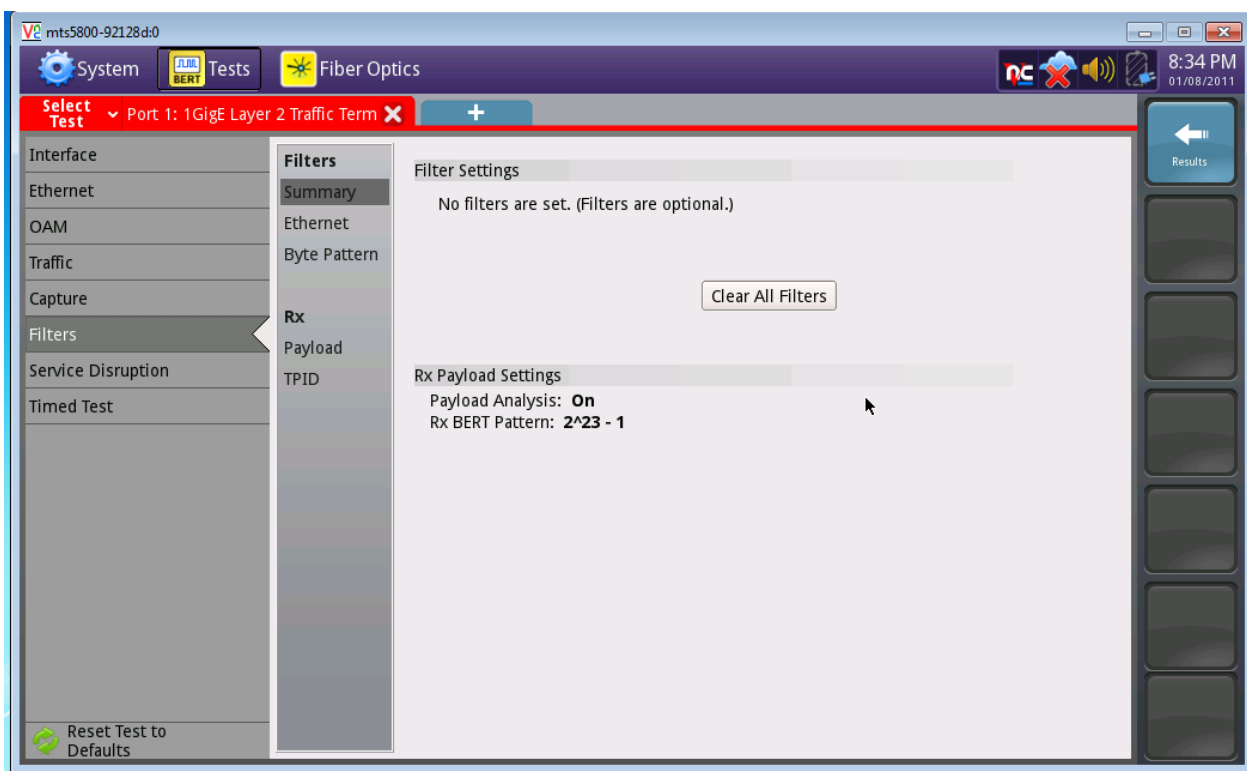 mts5800-92128d:0
System
BERT
Tests
Fiber Optics
8:34 PM
01/08/2011
Select
Test
Port 1: 1GigE Layer 2 Traffic Term
+
Results
Interface
Ethernet
OAM
Traffic
Capture
Filters
Service Disruption
Timed Test
Reset Test to
Defaults
Filters
Summary
Ethernet
Byte Pattern
Rx
Payload
TPID
Filter Settings
No filters are set. (Filters are optional.)
Clear All Filters
Rx Payload Settings
Payload Analysis: On
Rx BERT Pattern: 2^23 - 1